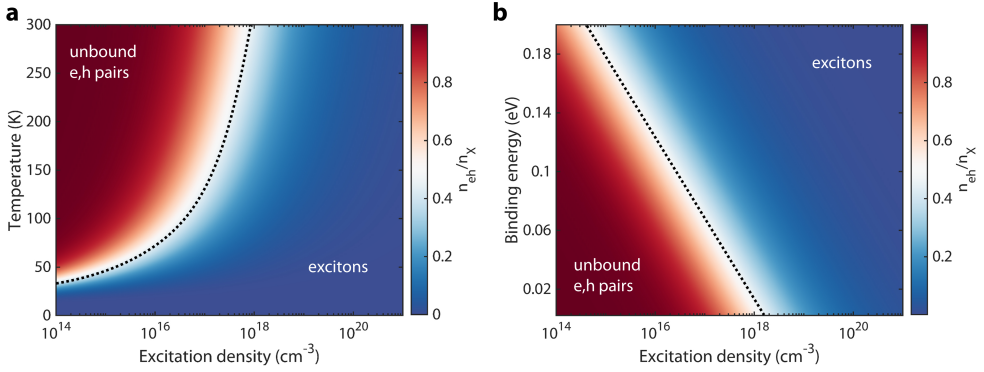 a
300
250
200
150
100
50
0
Temperature (K)
unbound
e,h pairs
excitons
10^14
10^16
10^18
10^20
Excitation density (cm^-3)
0.8
0.6
0.4
0.2
0
n_eh/n_X
b
0.18
0.14
0.1
0.06
0.02
Binding energy (eV)
excitons
unbound
e,h pairs
10^14
10^16
10^18
10^20
Excitation density (cm^-3)
0.8
0.6
0.4
0.2
n_eh/n_X